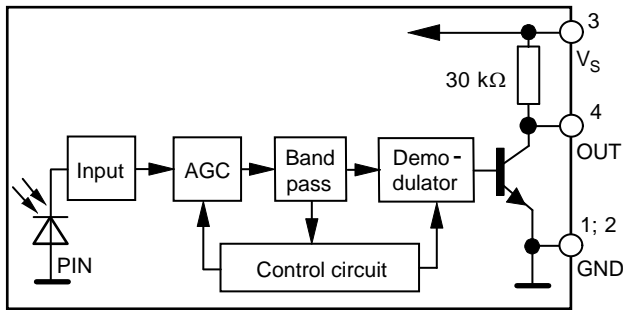 3
V_S
30 kΩ
4
OUT
Input
AGC
Band
pass
Demo-
dulator
1; 2
GND
Control circuit
PIN